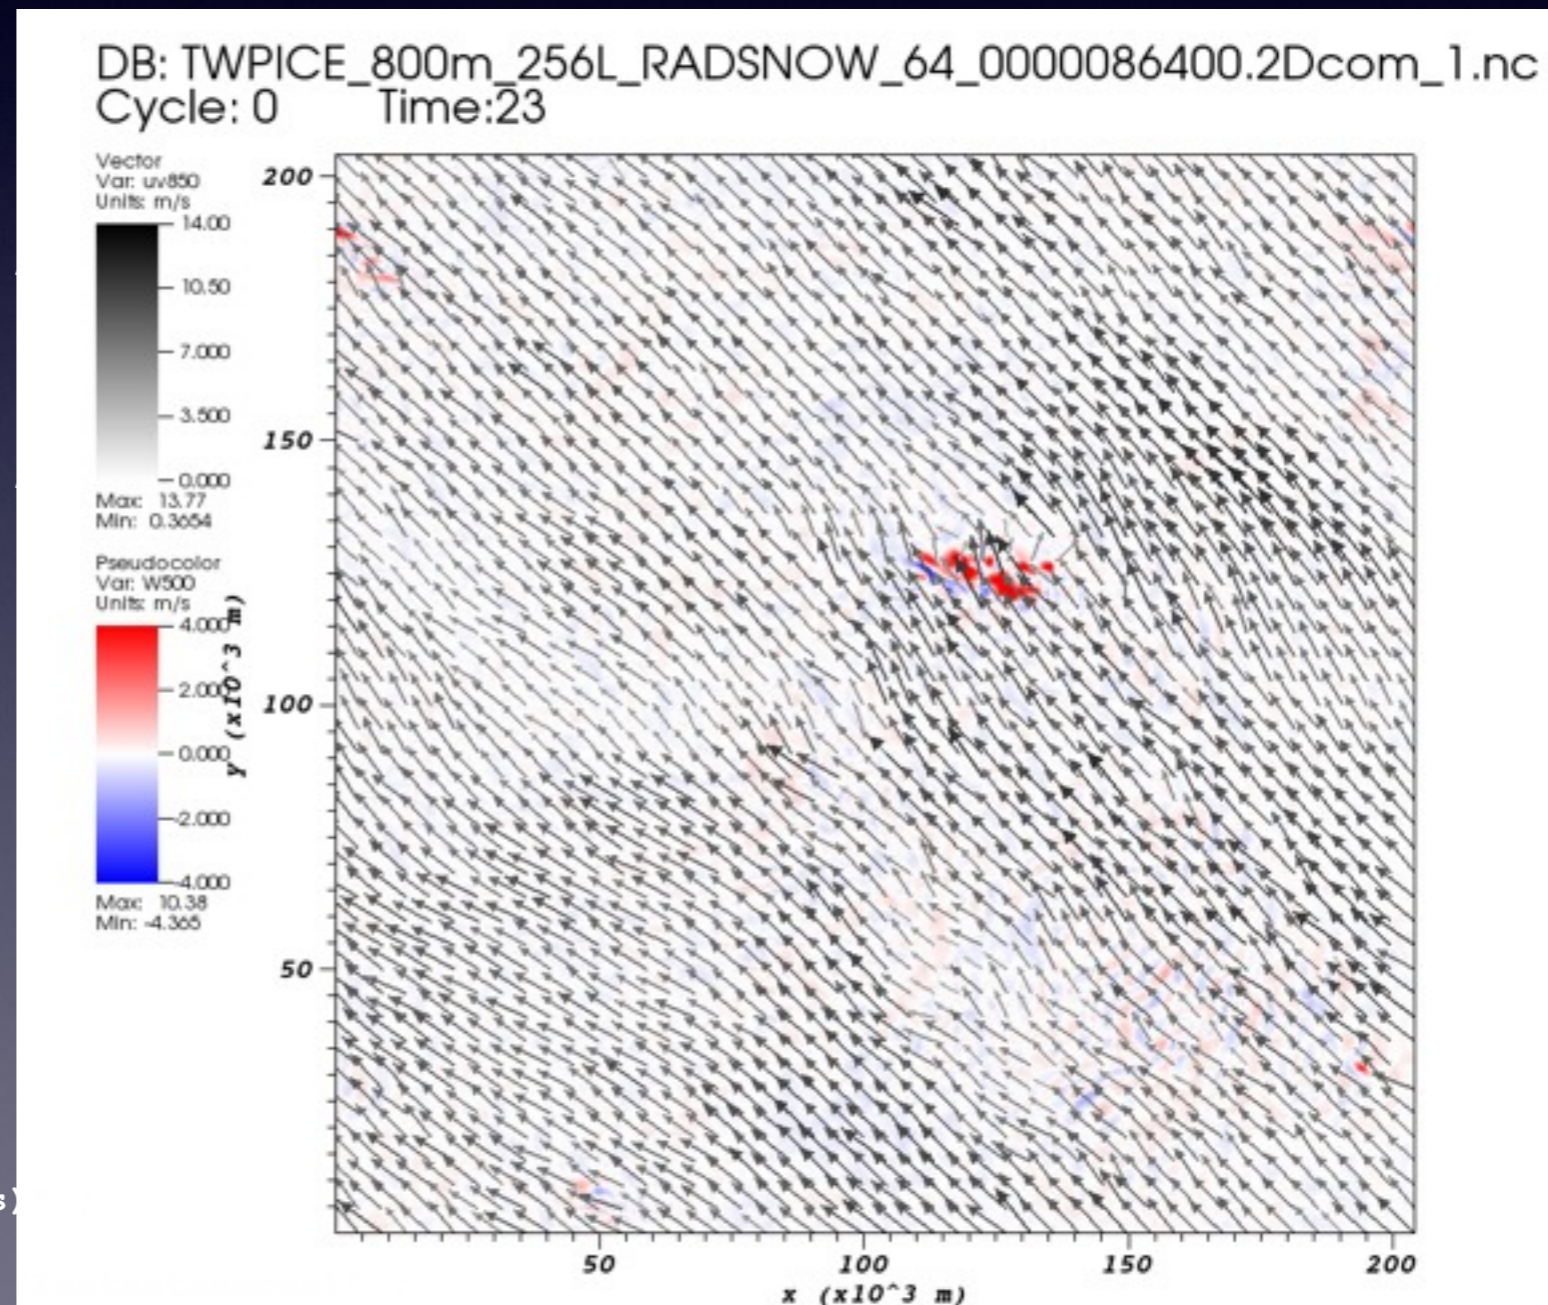 DB: TWPICE_800m_256L_RADSNOW_64_0000086400.2Dcom_1.nc
Cycle: 0 Time:23
Vector
Var: uv850
Units: m/s
14.00
10.50
7.000
3.500
0.000
Max: 13.77
Min: 0.3654
Pseudocolor
Var: W500
Units: m/s
4.000
2.000
0.000
-2.000
-4.000
Max: 10.38
Min: -4.365
y (x10^3 m)
200
150
100
50
s)
50 100 150 200
x (x10^3 m)